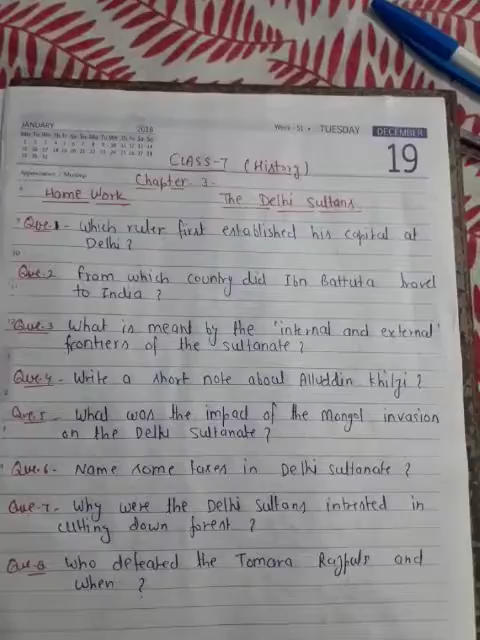 JANUARY 2018
Week - 51 • TUESDAY DECEMBER
19
Appointments / Meetings
CLASS-7 (History)
Chapter 3-
Home Work The Delhi Sultans
Que.1- Which ruler first established his capital at
Delhi ?
Que.2 from which country did Ibn Battuta travel
to India ?
Que.3 What is meant by the 'internal and external'
frontiers of the sultanate ?
Que.4 - Write a short note about Alluddin khilji ?
Que.5 - What was the impact of the mongol invasion
on the Delhi sultanate ?
Que.6 - Name some taxes in Delhi sultanate ?
Que-7 - Why were the Delhi sultans intrested in
cutting down forest ?
Que-8 Who defeated the Tomara Rajputs and
when ?